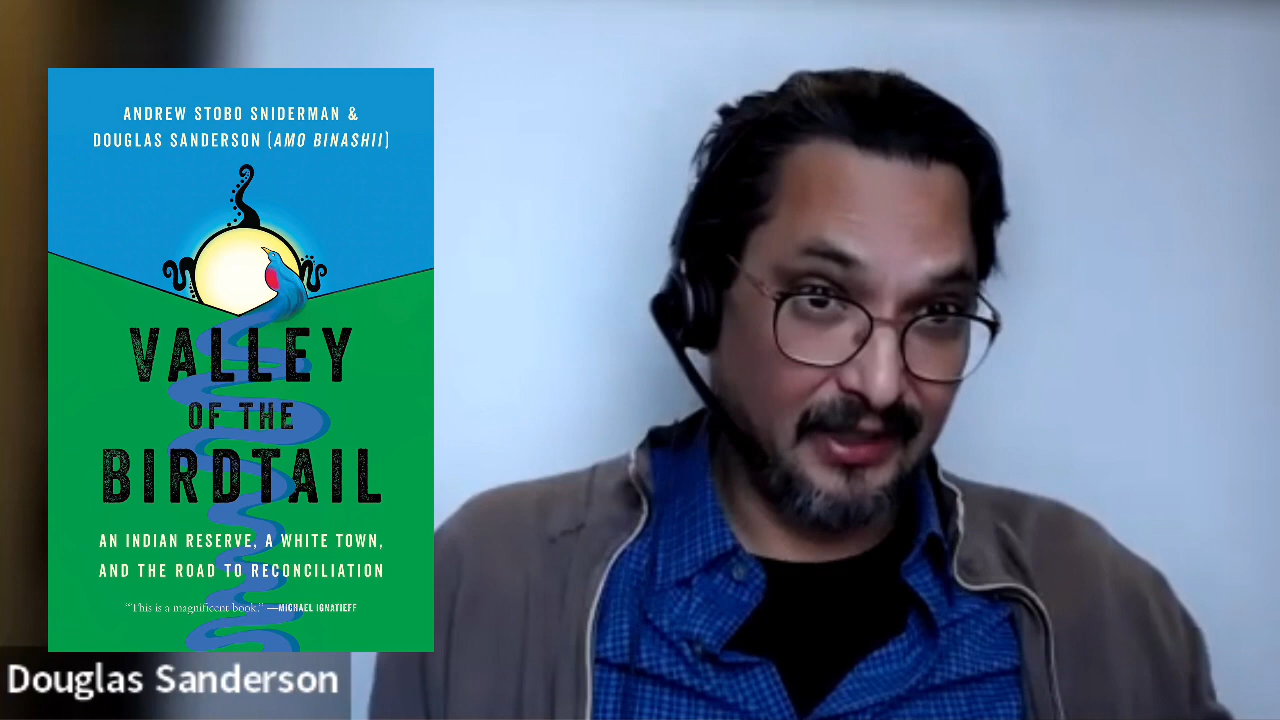 ANDREW STOBO SNIDERMAN &
DOUGLAS SANDERSON (AMO BINASHII)
VALLEY
OF THE
BIRDTAIL
AN INDIAN RESERVE, A WHITE TOWN,
AND THE ROAD TO RECONCILIATION
"This is a magnificent book." —MICHAEL IGNATIEFF
Douglas Sanderson